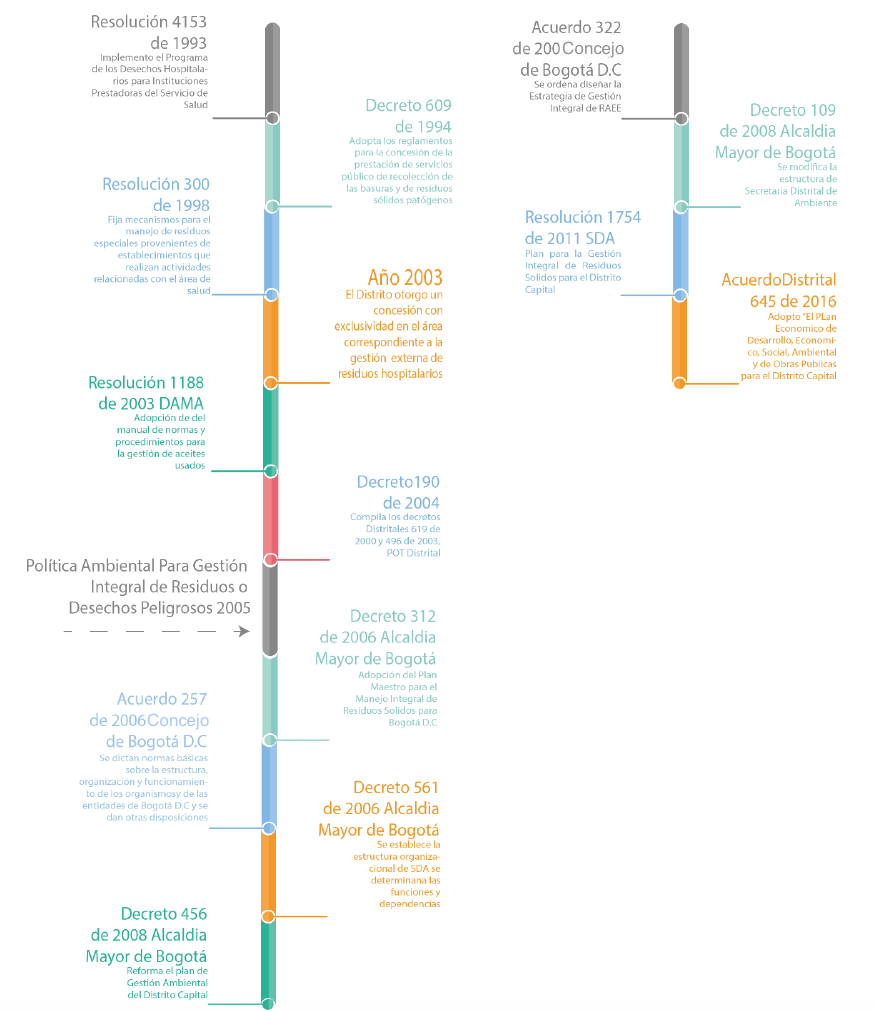 Resolución 4153
de 1993
Implemento el Programa
de los Desechos Hospitala-
rios para Instituciones
Prestadoras del Servicio de
Salud
Decreto 609
de 1994
Adopta los reglamentos
para la concesión de la
prestación de servicios
público de recolección de
las basuras y de residuos
sólidos patógenos
Resolución 300
de 1998
Fija mecanismos para el
manejo de residuos
especiales provenientes de
establecimientos que
realizan actividades
relacionadas con el área de
salud
Año 2003
El Distrito otorgo un
concesión con
exclusividad en el área
correspondiente a la
gestión externa de
residuos hospitalarios
Resolución 1188
de 2003 DAMA
Adopción de del
manual de normas y
procedimientos para
la gestión de aceites
usados
Decreto190
de 2004
Compila los decretos
Distritales 619 de
2000 y 496 de 2003,
POT Distrital
Política Ambiental Para Gestión
Integral de Residuos o
Desechos Peligrosos 2005
Decreto 312
de 2006 Alcaldia
Mayor de Bogotá
Adopción del Plan
Maestro para el
Manejo Integral de
Residuos Solidos para
Bogotá D.C
Acuerdo 257
de 2006Concejo
de Bogotá D.C
Se dictan normas básicas
sobre la estructura,
organización y funcionamien-
to de los organismosy de las
entidades de Bogotá D.C y se
dan otras disposiciones
Decreto 561
de 2006 Alcaldia
Mayor de Bogotá
Se establece la
estructura organiza-
cional de SDA se
determinana las
funciones y
dependencias
Decreto 456
de 2008 Alcaldia
Mayor de Bogotá
Reforma el plan de
Gestión Ambiental
del Distrito Capital
Acuerdo 322
de 200Concejo
de Bogotá D.C
Se ordena diseñar la
Estrategia de Gestión
Integral de RAEE
Decreto 109
de 2008 Alcaldia
Mayor de Bogotá
Se modifica la
estructura de
Secretaría Distrital de
Ambiente
Resolución 1754
de 2011 SDA
Plan para la Gestión
Integral de Residuos
Solidos para el Distrito
Capital
AcuerdoDistrital
645 de 2016
Adopto "El PLan
Economico de
Desarrollo, Economi-
co, Social, Ambiental
y de Obras Publicas
para el Distrito Capital